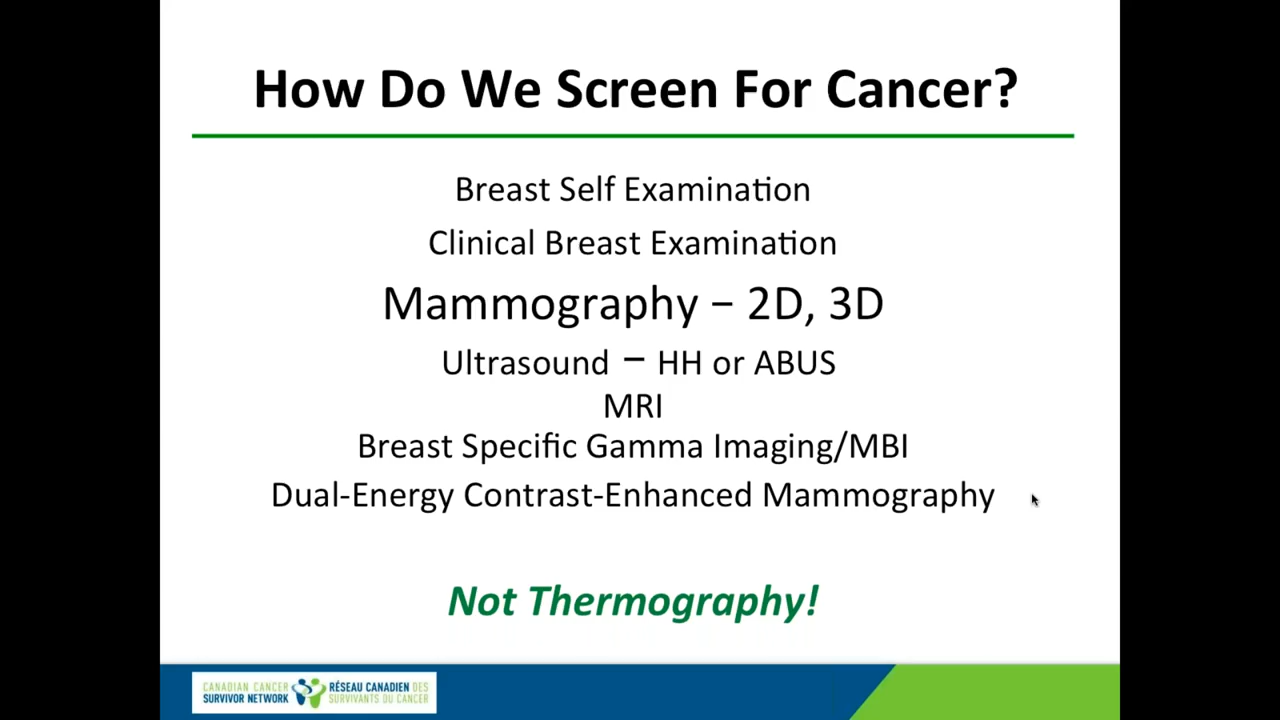 How Do We Screen For Cancer?
Breast Self Examination
Clinical Breast Examination
Mammography – 2D, 3D
Ultrasound – HH or ABUS
MRI
Breast Specific Gamma Imaging/MBI
Dual-Energy Contrast-Enhanced Mammography
Not Thermography!
CANADIAN CANCER
SURVIVOR NETWORK
RÉSEAU CANADIEN DES
SURVIVANTS DU CANCER